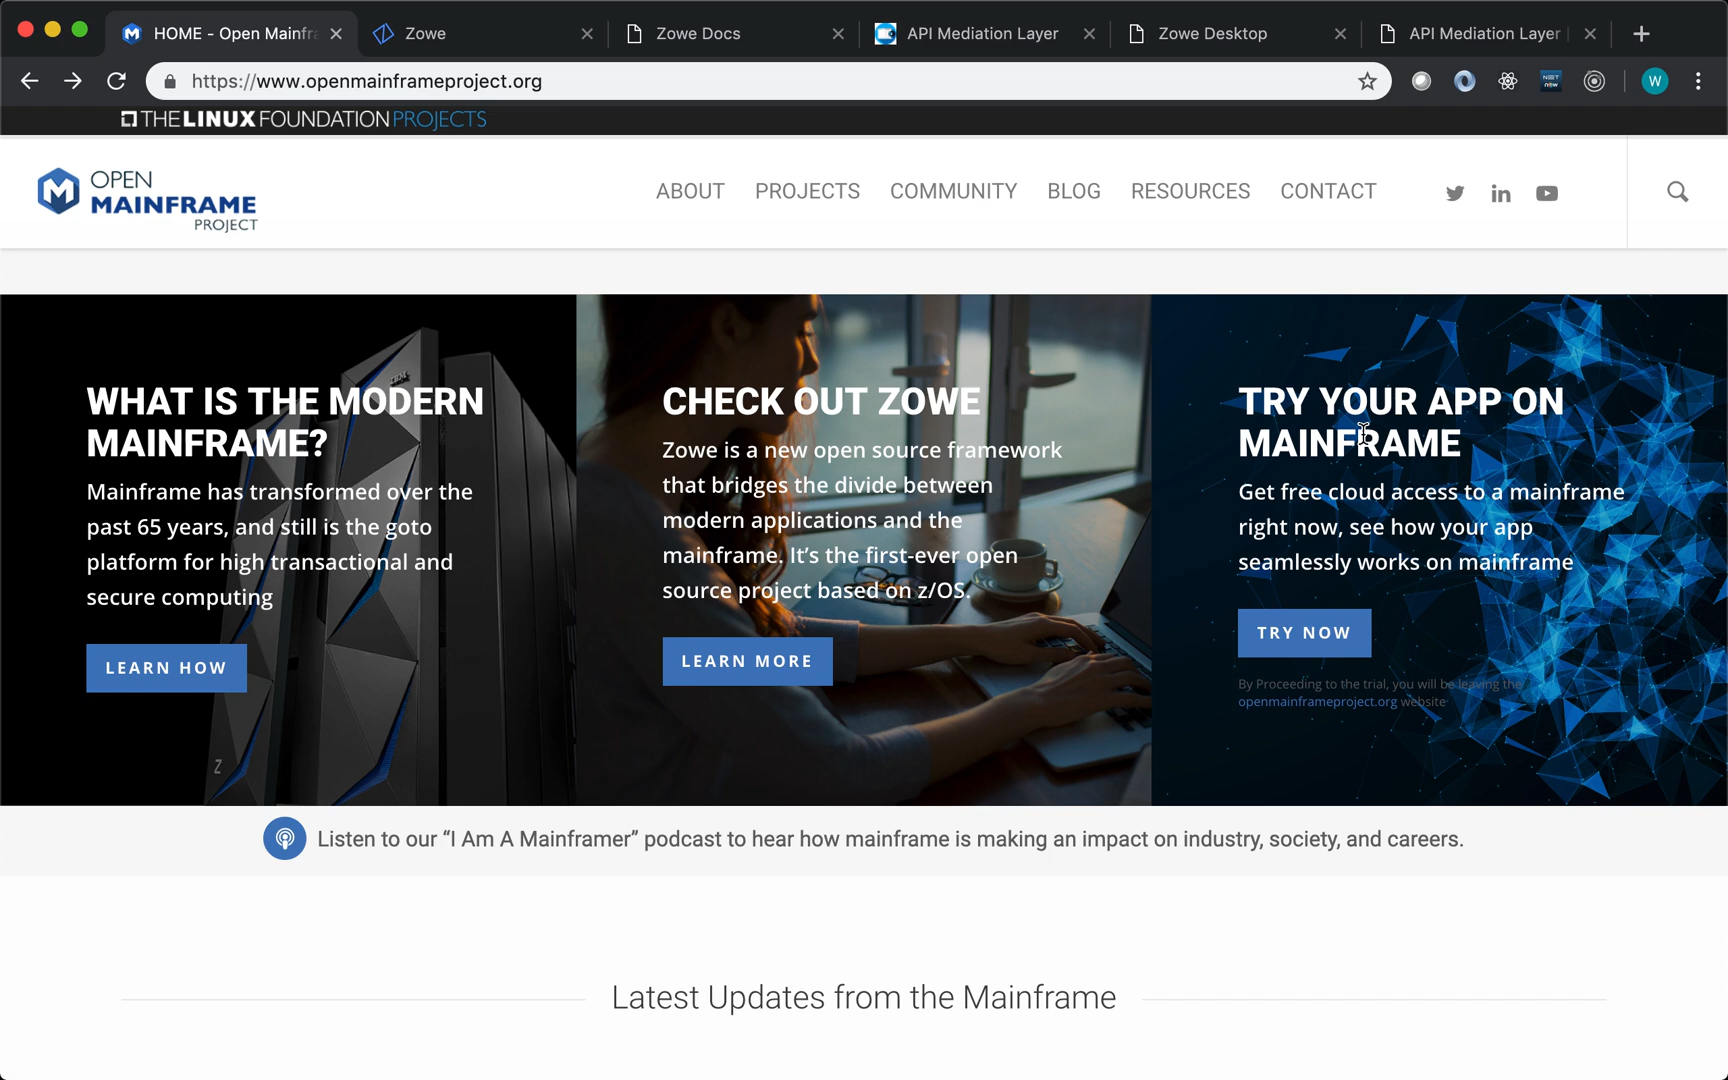 HOME - Open Mainfr
Zowe
Zowe Docs
API Mediation Layer
Zowe Desktop
API Mediation Layer
https://www.openmainframeproject.org
NET
now
W
THE LINUX FOUNDATION PROJECTS
M
OPEN
MAINFRAME
PROJECT
ABOUT
PROJECTS
COMMUNITY
BLOG
RESOURCES
CONTACT
in
WHAT IS THE MODERN
MAINFRAME?
Mainframe has transformed over the
past 65 years, and still is the goto
platform for high transactional and
secure computing
LEARN HOW
IBM
Z
CHECK OUT ZOWE
Zowe is a new open source framework
that bridges the divide between
modern applications and the
mainframe. It’s the first-ever open
source project based on z/OS.
LEARN MORE
TRY YOUR APP ON
MAINFRAME
Get free cloud access to a mainframe
right now, see how your app
seamlessly works on mainframe
TRY NOW
By Proceeding to the trial, you will be leaving the
openmainframeproject.org website
Listen to our “I Am A Mainframer” podcast to hear how mainframe is making an impact on industry, society, and careers.
Latest Updates from the Mainframe